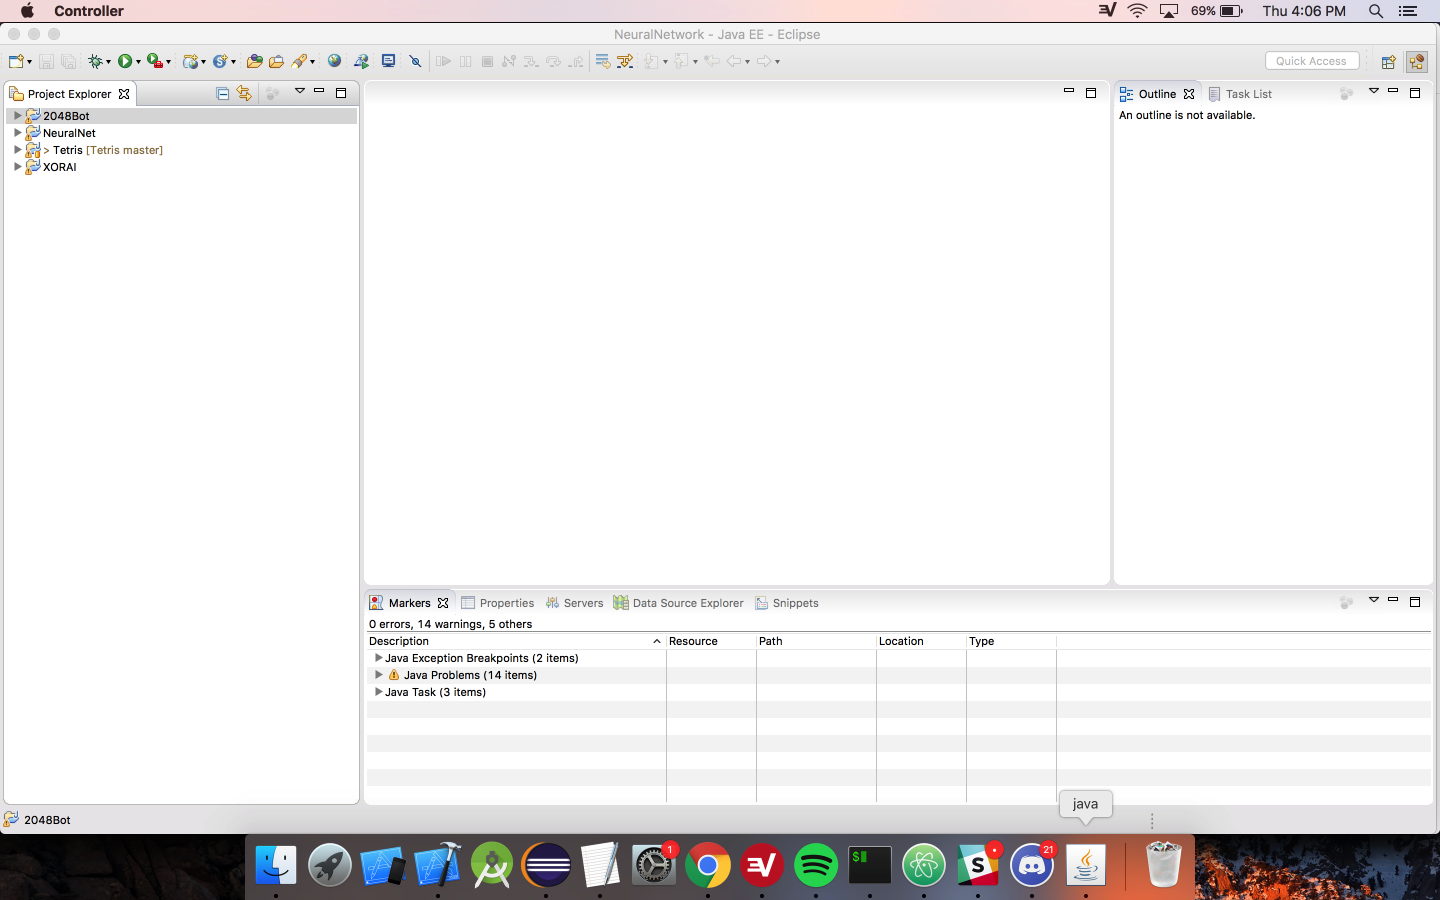 Controller
69%
Thu 4:06 PM
NeuralNetwork - Java EE - Eclipse
Quick Access
Project Explorer
2048Bot
NeuralNet
> Tetris [Tetris master]
XORAI
Outline
Task List
An outline is not available.
Markers
Properties
Servers
Data Source Explorer
Snippets
0 errors, 14 warnings, 5 others
Description
Resource
Path
Location
Type
Java Exception Breakpoints (2 items)
Java Problems (14 items)
Java Task (3 items)
java
2048Bot
1
$
S
21